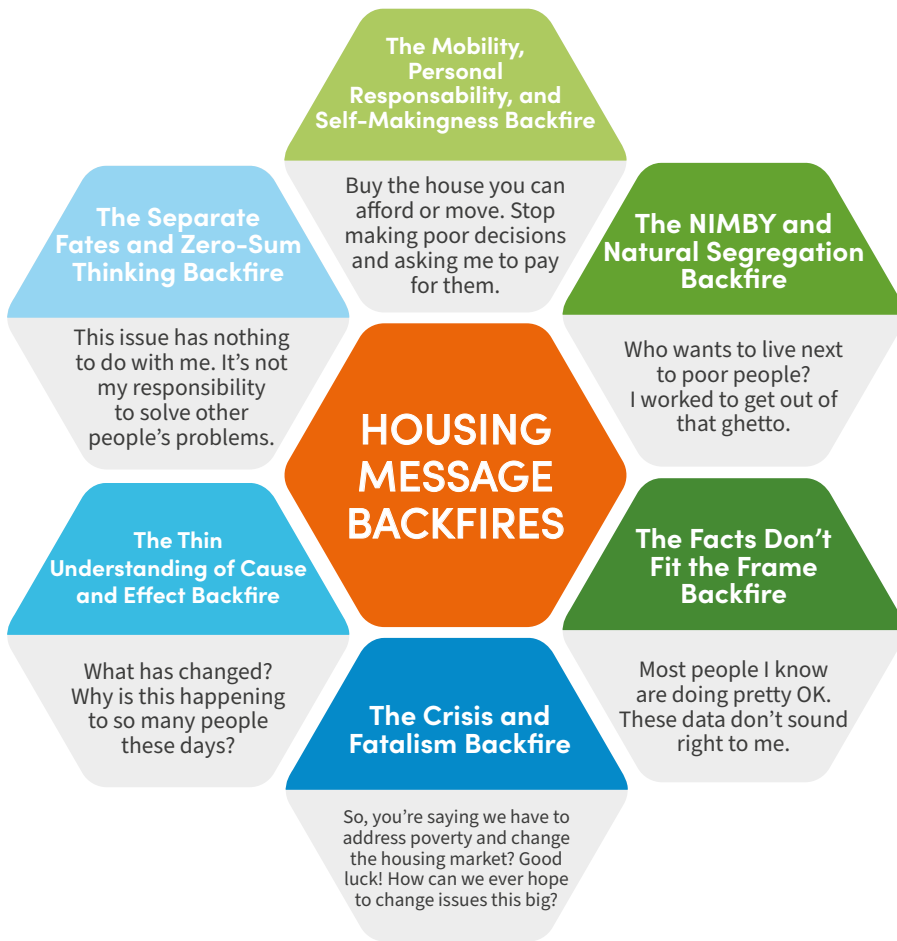 The Mobility,
Personal
Responsability, and
Self-Makingness Backfire
Buy the house you can
afford or move. Stop
making poor decisions
and asking me to pay
for them.
The Separate
Fates and Zero-Sum
Thinking Backfire
This issue has nothing
to do with me. It’s not
my responsibility
to solve other
people’s problems.
The NIMBY and
Natural Segregation
Backfire
Who wants to live next
to poor people?
I worked to get out of
that ghetto.
HOUSING
MESSAGE
BACKFIRES
The Thin
Understanding of Cause
and Effect Backfire
What has changed?
Why is this happening
to so many people
these days?
The Facts Don’t
Fit the Frame
Backfire
Most people I know
are doing pretty OK.
These data don’t sound
right to me.
The Crisis and
Fatalism Backfire
So, you’re saying we have to
address poverty and change
the housing market? Good
luck! How can we ever hope
to change issues this big?